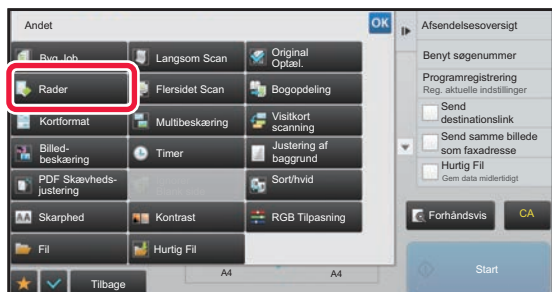 Andet
OK
Byg Job
Langsom Scan
Original
Optæl.
Rader
Flersidet Scan
Bogopdeling
Kortformat
Multibeskæring
Visitkort
scanning
Billed-
beskæring
Timer
Justering af
baggrund
PDF Skævheds-
justering
Sort/hvid
AA Skarphed
Kontrast
RGB Tilpasning
Fil
Hurtig Fil
Tilbage
A4
A4
Afsendelsesoversigt
Benyt søgenummer
Programregistrering
Reg. aktuelle indstillinger
Send
destinationslink
Send samme billede
som faxadresse
Hurtig Fil
Gem data midlertidigt
Forhåndsvis
CA
Start